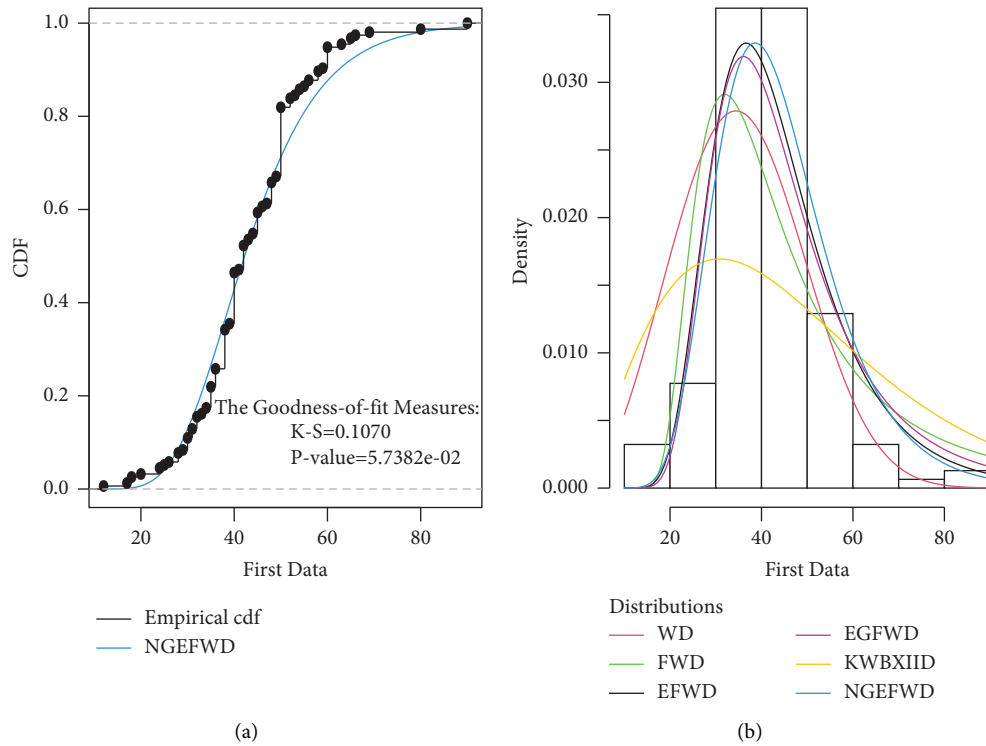 1.0
0.8
0.6
0.4
0.2
0.0
CDF
The Goodness-of-fit Measures:
K-S=0.1070
P-value=5.7382e-02
20 40 60 80
First Data
Empirical cdf
NGEFWD
(a)
0.030
0.020
0.010
0.000
Density
20 40 60 80
First Data
Distributions
WD EGFWD
FWD KWBXIID
EFWD NGEFWD
(b)